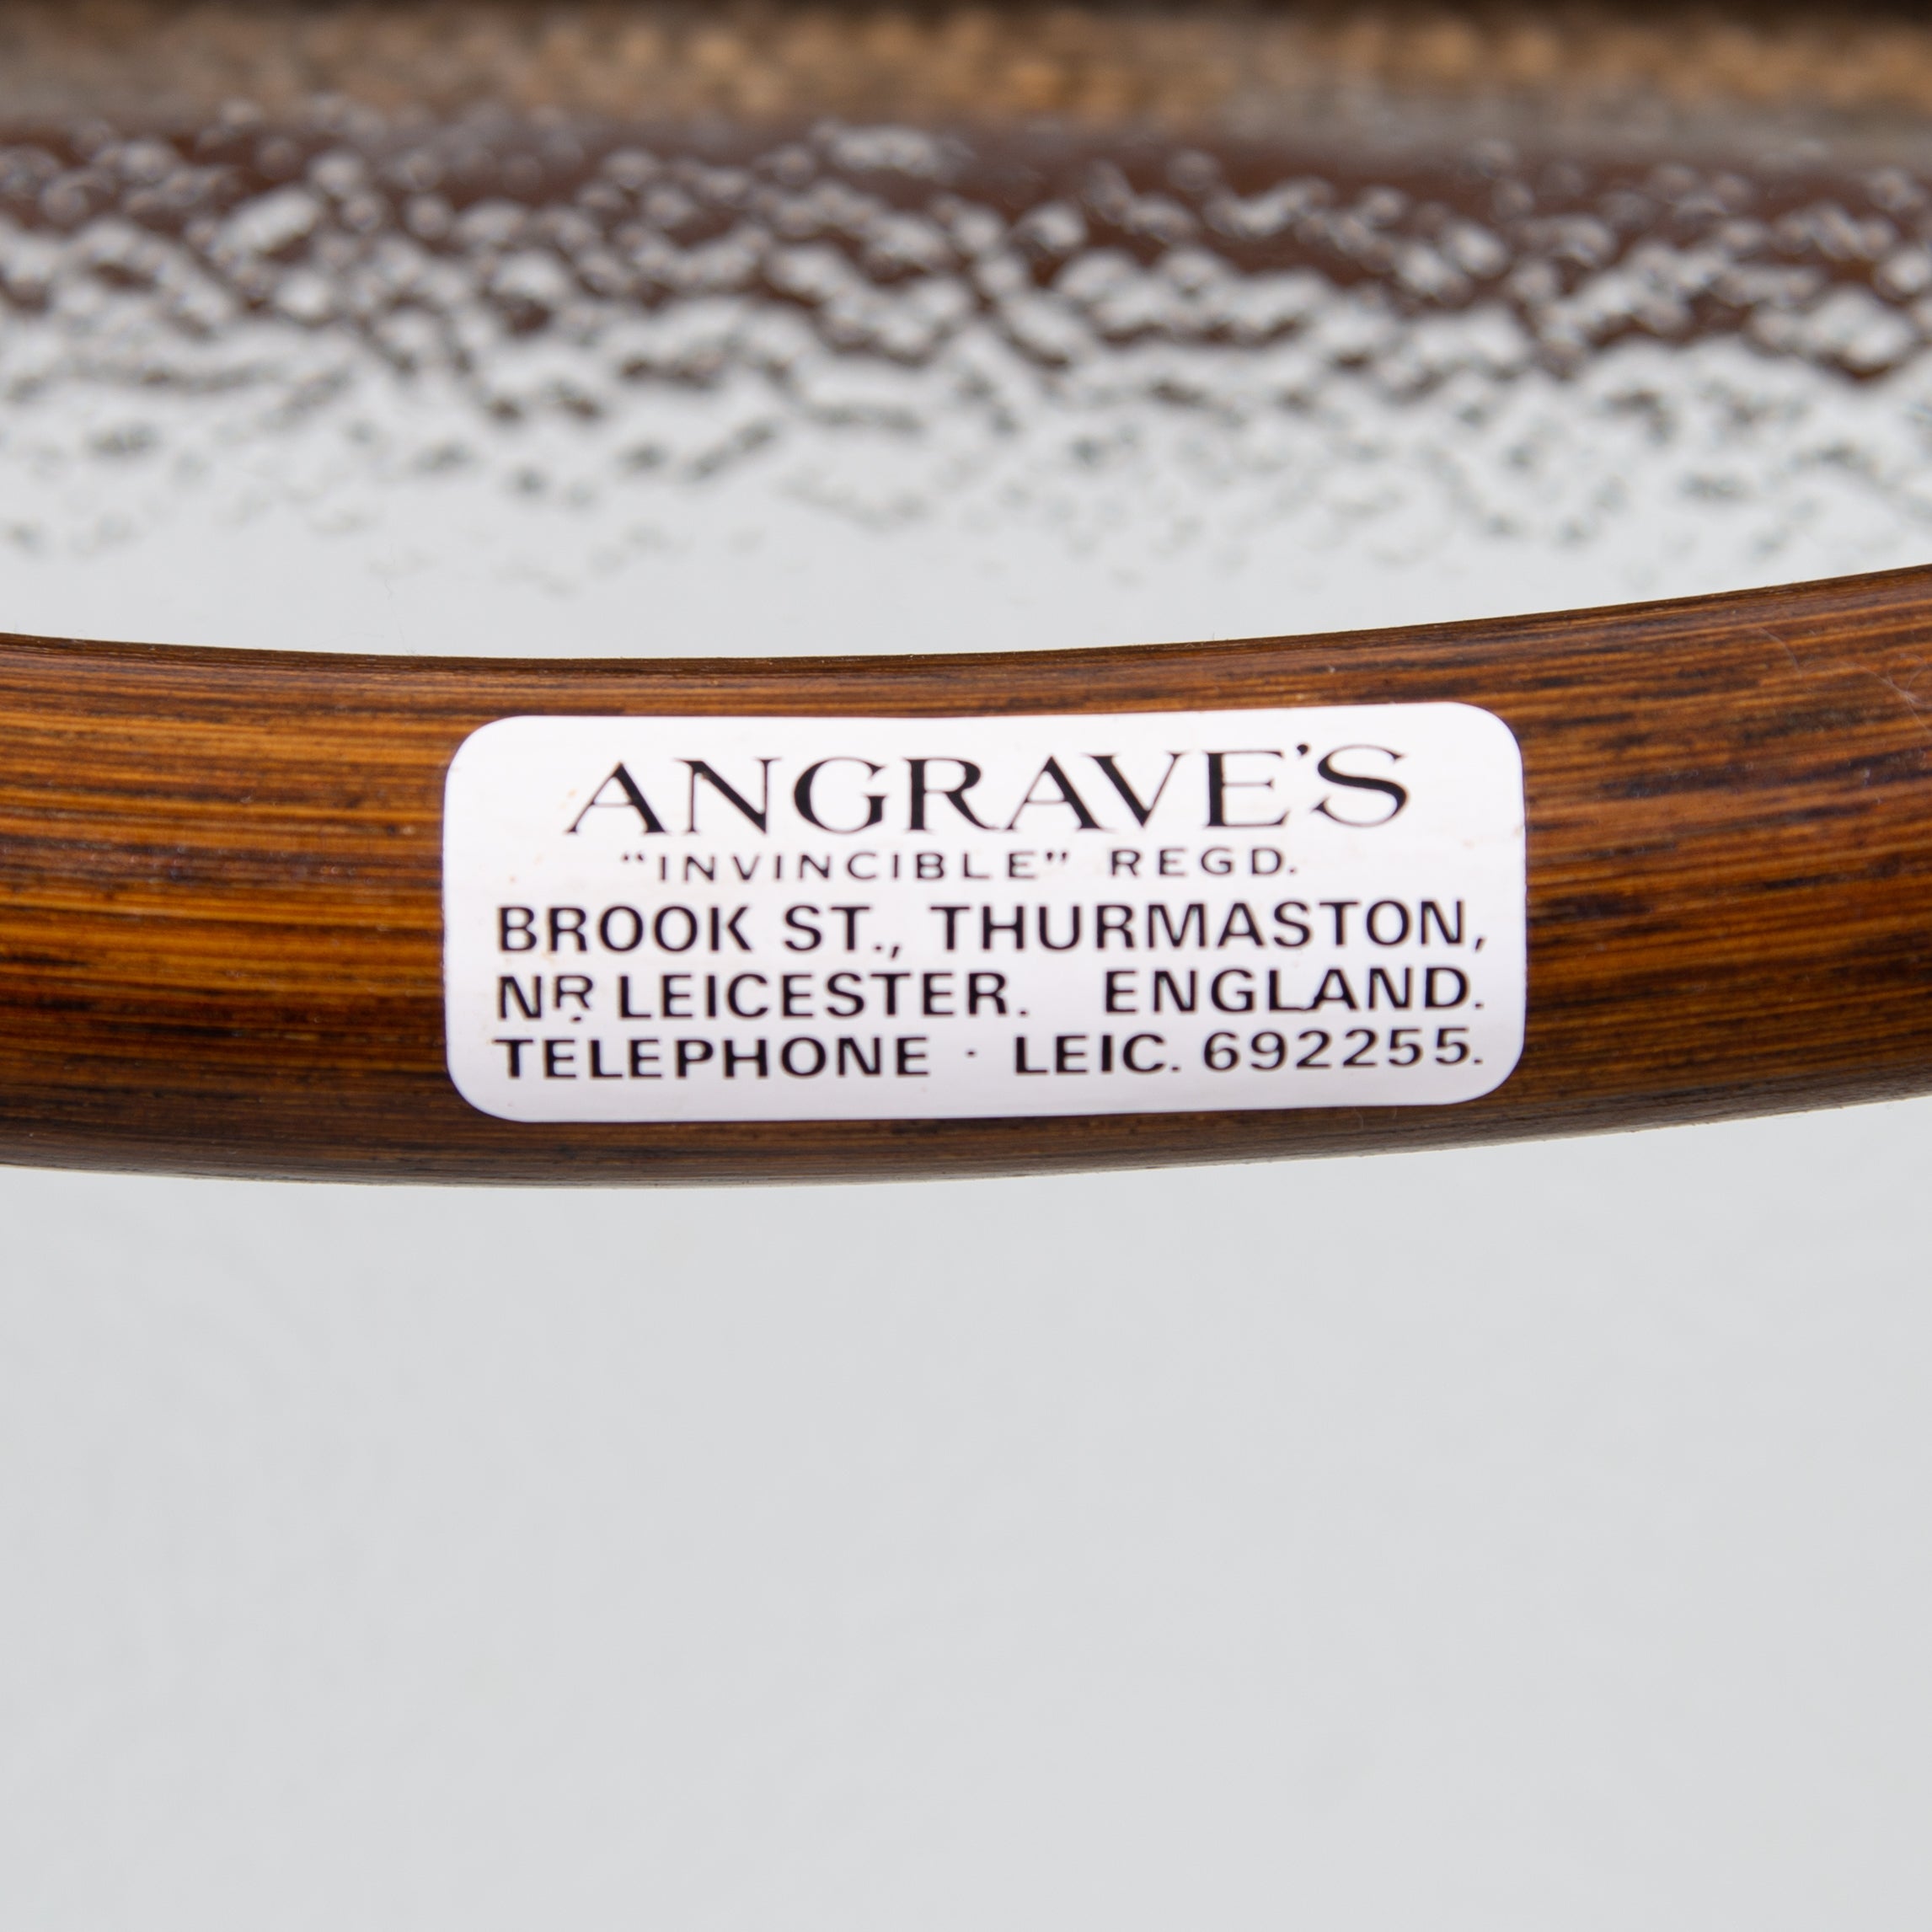 ANGRAVE'S
"INVINCIBLE" REGD.
BROOK ST., THURMASTON,
NR. LEICESTER. ENGLAND.
TELEPHONE · LEIC. 692255.